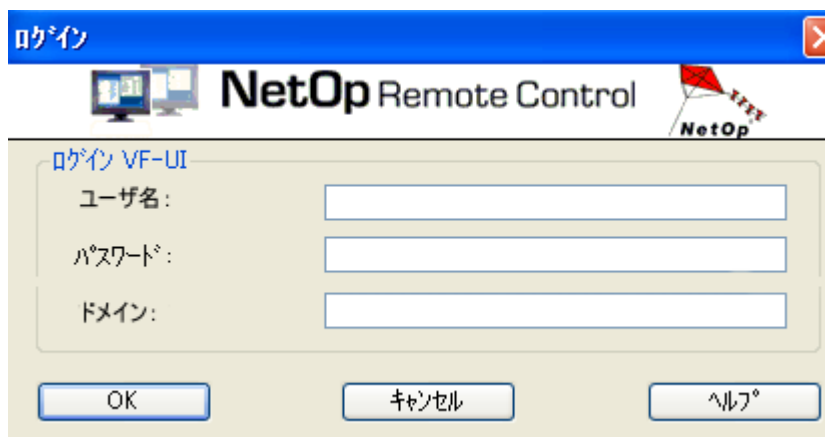 ﾛｸﾞｲﾝ
NetOp Remote Control
NetOp
ﾛｸﾞｲﾝ VF-UI
ユーザ名:
ﾊﾟｽﾜｰﾄﾞ:
ドメイン:
OK
ｷｬﾝｾﾙ
ﾍﾙﾌﾟ